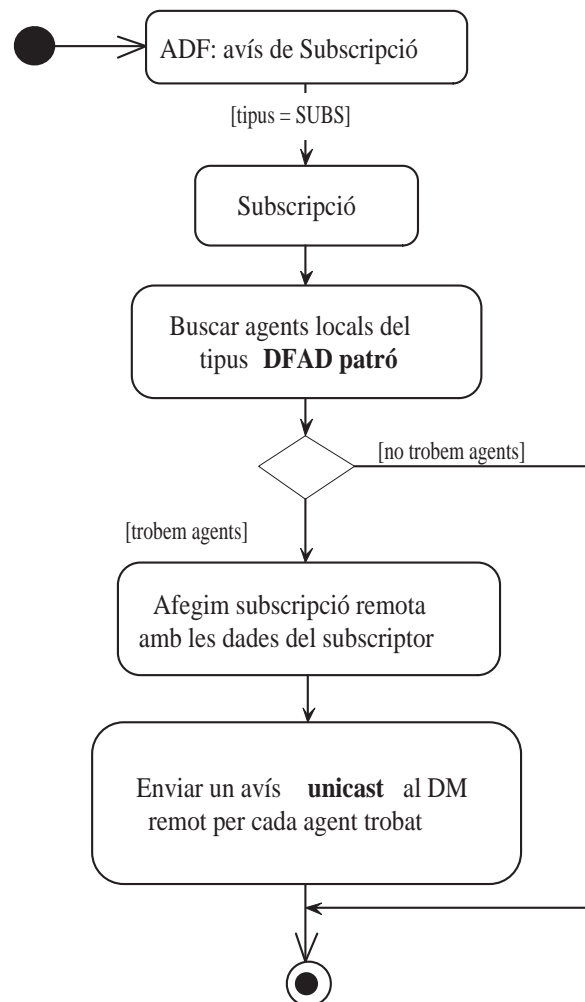 ADF: avís de Subscripció
[tipus = SUBS]
Subscripció
Buscar agents locals del
tipus DFAD patró
[no trobem agents]
[trobem agents]
Afegim subscripció remota
amb les dades del subscriptor
Enviar un avís unicast al DM
remot per cada agent trobat